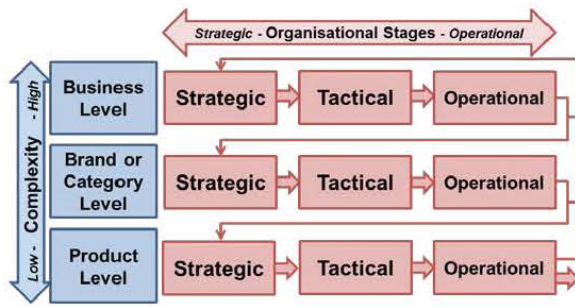 Strategic - Organisational Stages - Operational
Low - Complexity - High
Business
Level
Strategic
Tactical
Operational
Brand or
Category
Level
Strategic
Tactical
Operational
Product
Level
Strategic
Tactical
Operational